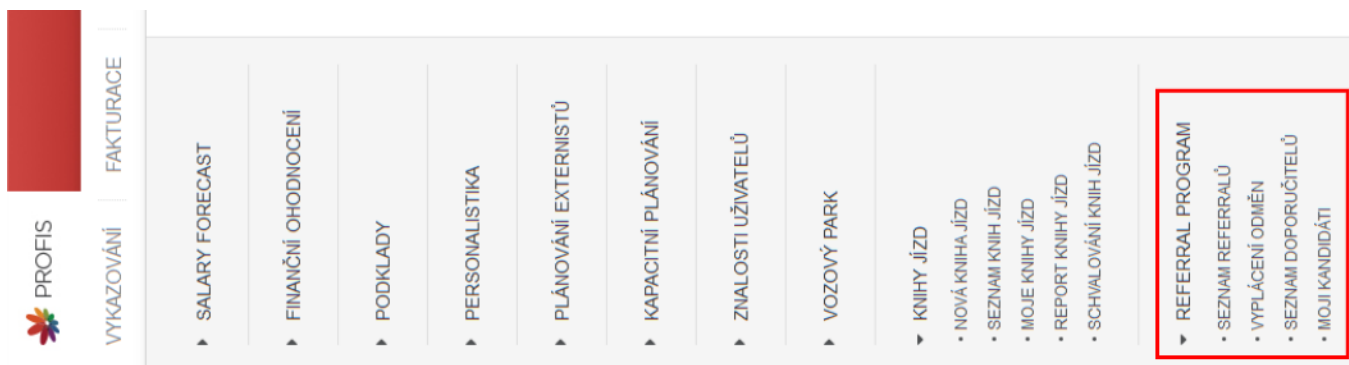 PROFIS
VYKAZOVÁNÍ
FAKTURACE
SALARY FORECAST
FINANČNÍ OHODNOCENÍ
PODKLADY
PERSONALISTIKA
PLÁNOVÁNÍ EXTERNISTŮ
KAPACITNÍ PLÁNOVÁNÍ
ZNALOSTI UŽIVATELŮ
VOZOVÝ PARK
KNIHY JÍZD
• NOVÁ KNIHA JÍZD
• SEZNAM KNIH JÍZD
• MOJE KNIHY JÍZD
• REPORT KNIHY JÍZD
• SCHVALOVÁNÍ KNIH JÍZD
REFERRAL PROGRAM
• SEZNAM REFERRALŮ
• VYPLÁCENÍ ODMĚN
• SEZNAM DOPORUČITELŮ
• MOJI KANDIDÁTI